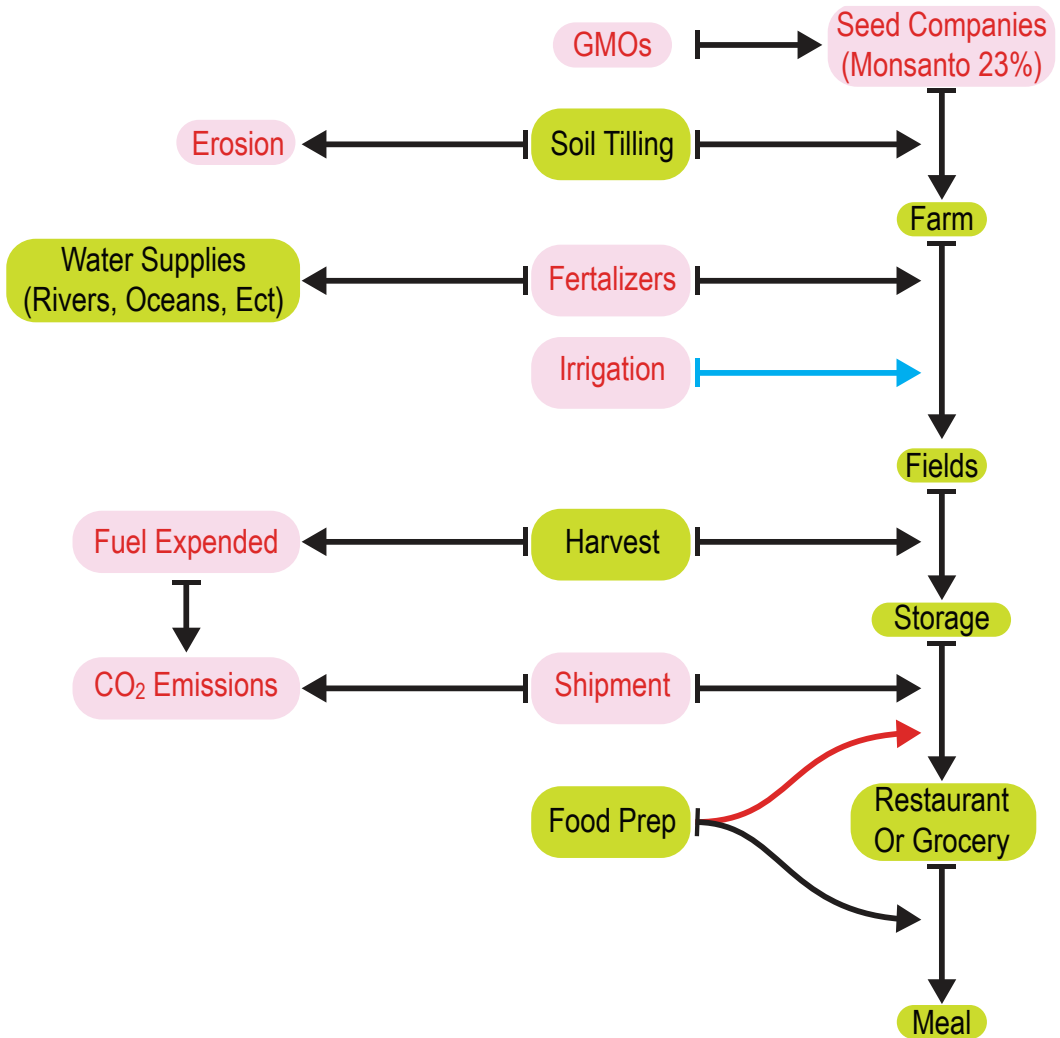 GMOs
Seed Companies
(Monsanto 23%)
Erosion
Soil Tilling
Farm
Water Supplies
(Rivers, Oceans, Ect)
Fertalizers
Irrigation
Fields
Fuel Expended
Harvest
Storage
CO₂ Emissions
Shipment
Food Prep
Restaurant
Or Grocery
Meal